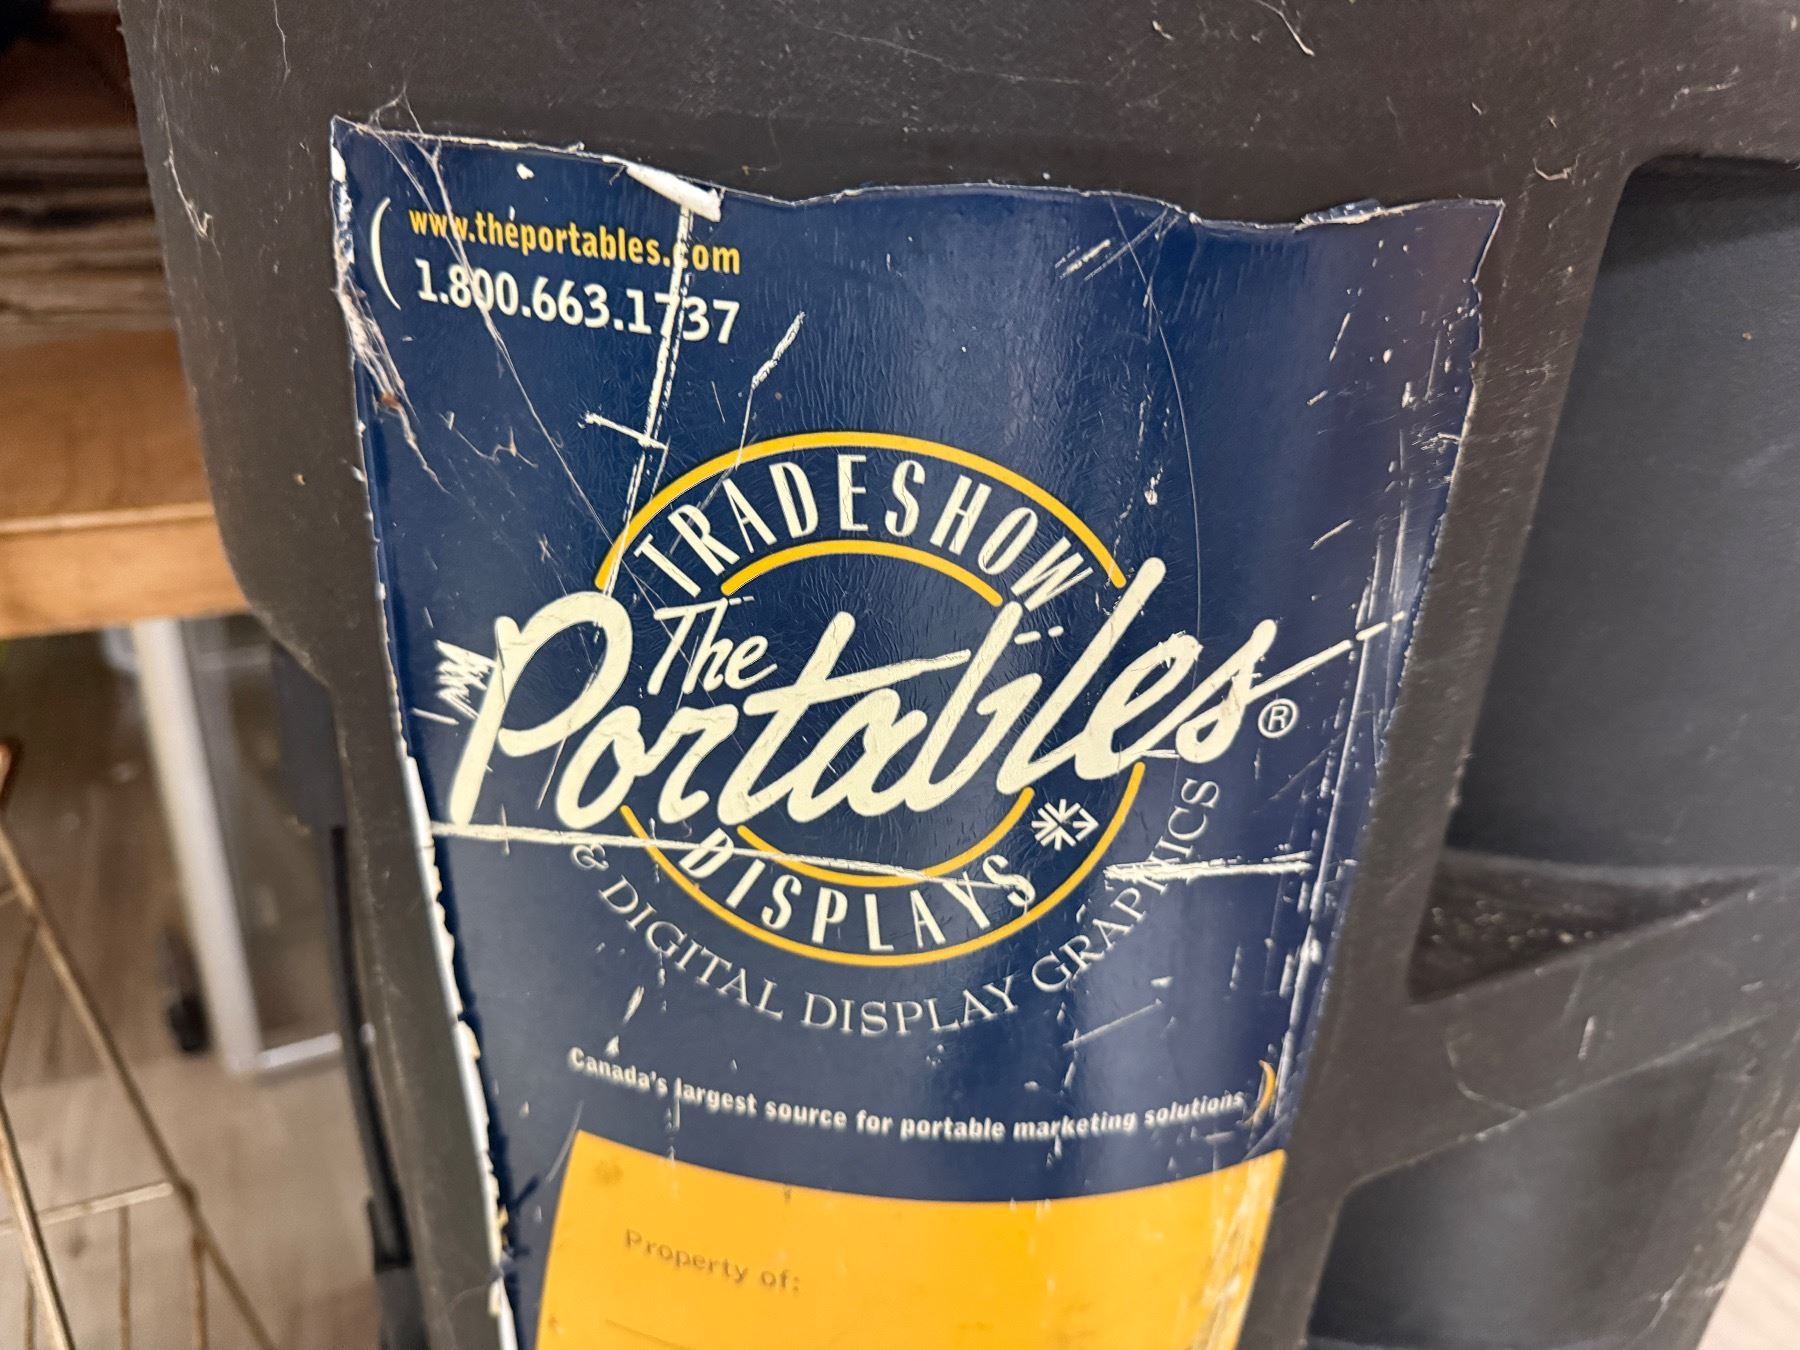 www.theportables.com
1.800.663.1737
TRADESHOW
The
Portables®
DISPLAYS
& DIGITAL DISPLAY GRAPHICS
Canada's largest source for portable marketing solutions
Property of: